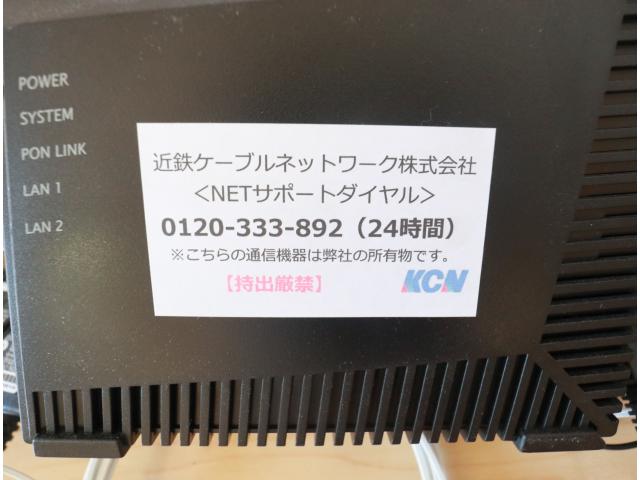 POWER
SYSTEM
PON LINK
LAN 1
LAN 2
近鉄ケーブルネットワーク株式会社
＜NETサポートダイヤル＞
0120-333-892（24時間）
※こちらの通信機器は弊社の所有物です。
【持出厳禁】 KCN